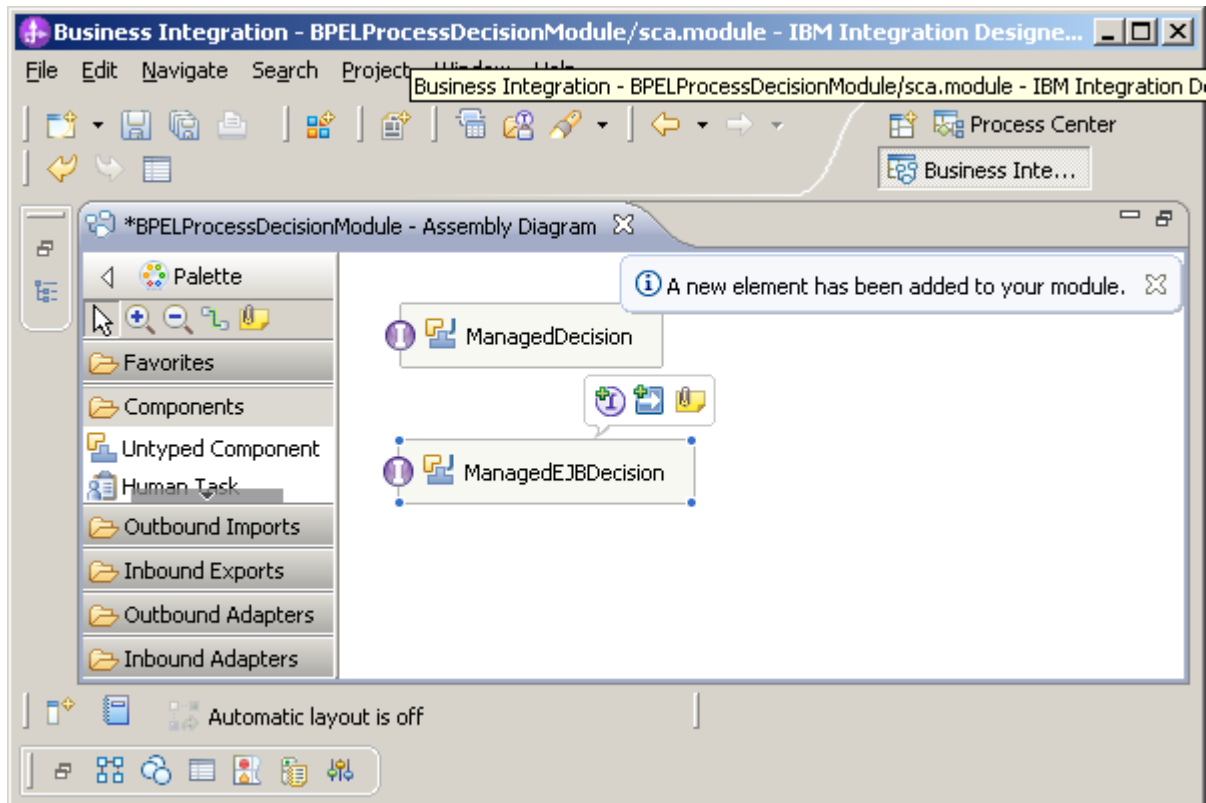 Business Integration - BPELProcessDecisionModule/sca.module - IBM Integration Designe...
File Edit Navigate Search Project
Business Integration - BPELProcessDecisionModule/sca.module - IBM Integration De
Process Center
Business Inte...
*BPELProcessDecisionModule - Assembly Diagram
Palette
A new element has been added to your module.
ManagedDecision
Favorites
Components
Untyped Component
ManagedEJBDecision
Human Task
Outbound Imports
Inbound Exports
Outbound Adapters
Inbound Adapters
Automatic layout is off